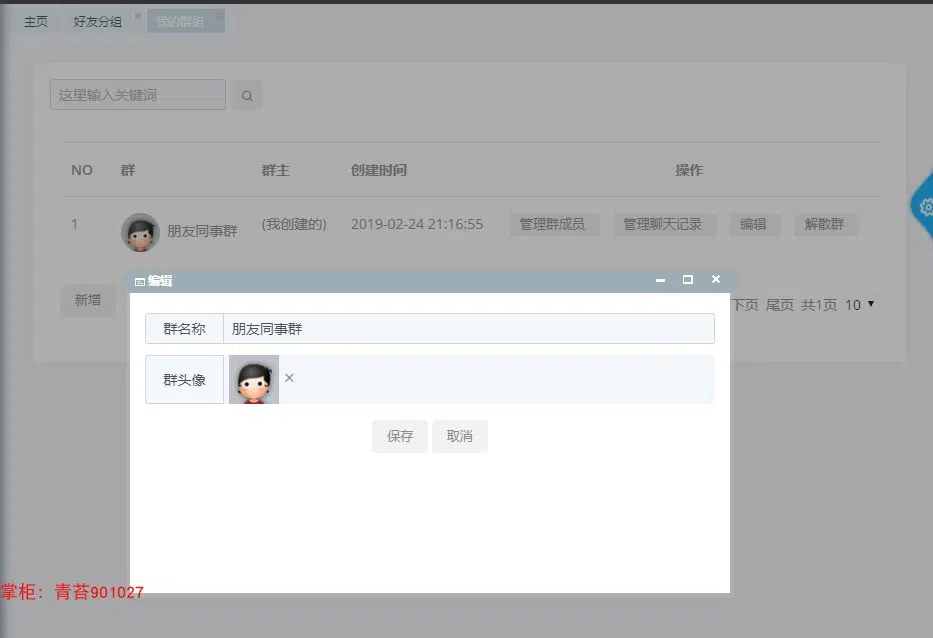 主页 好友分组 我的群组
这里输入关键词
NO 群 群主 创建时间 操作
1 朋友同事群 (我创建的) 2019-02-24 21:16:55 管理群成员 管理聊天记录 编辑 解散群
编辑
新增 下页 尾页 共1页 10
群名称 朋友同事群
群头像
保存 取消
掌柜：青苔901027